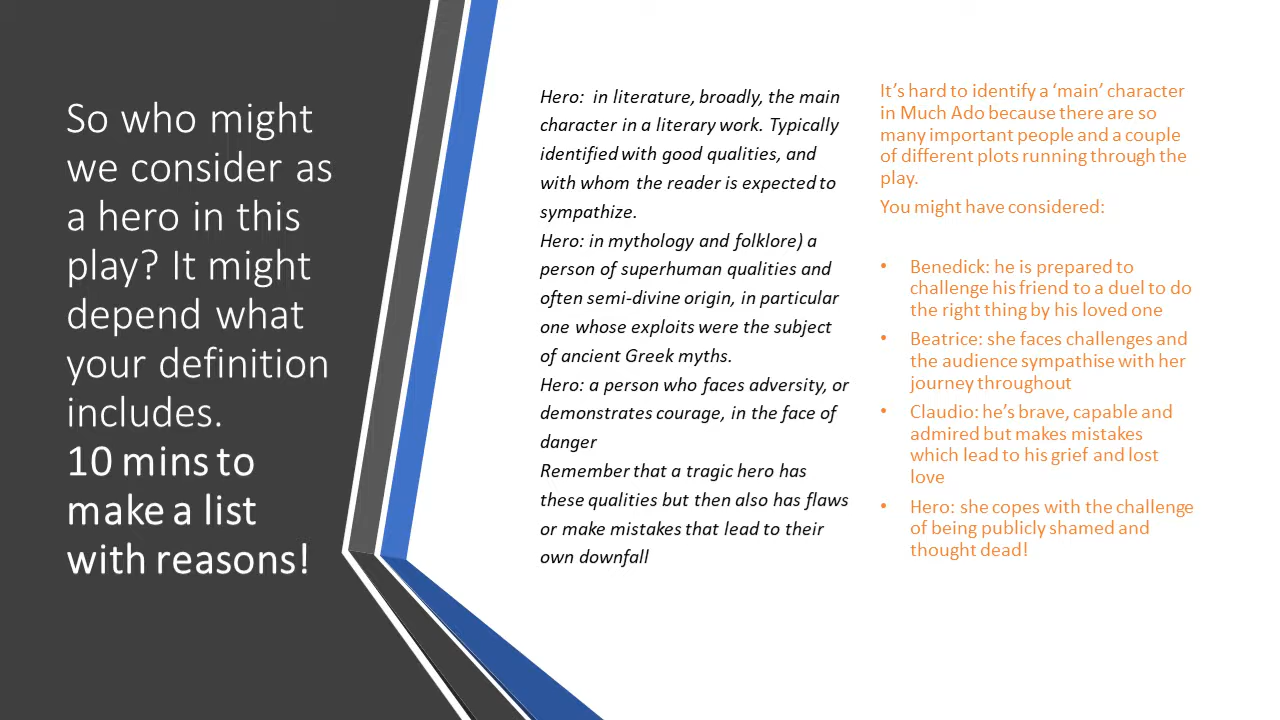 So who might
we consider as
a hero in this
play? It might
depend what
your definition
includes.
10 mins to
make a list
with reasons!
Hero:  in literature, broadly, the main
character in a literary work. Typically
identified with good qualities, and
with whom the reader is expected to
sympathize.
Hero: in mythology and folklore) a
person of superhuman qualities and
often semi-divine origin, in particular
one whose exploits were the subject
of ancient Greek myths.
Hero: a person who faces adversity, or
demonstrates courage, in the face of
danger
Remember that a tragic hero has
these qualities but then also has flaws
or make mistakes that lead to their
own downfall
It’s hard to identify a ‘main’ character
in Much Ado because there are so
many important people and a couple
of different plots running through the
play.
You might have considered:
• Benedick: he is prepared to
challenge his friend to a duel to do
the right thing by his loved one
• Beatrice: she faces challenges and
the audience sympathise with her
journey throughout
• Claudio: he’s brave, capable and
admired but makes mistakes
which lead to his grief and lost
love
• Hero: she copes with the challenge
of being publicly shamed and
thought dead!